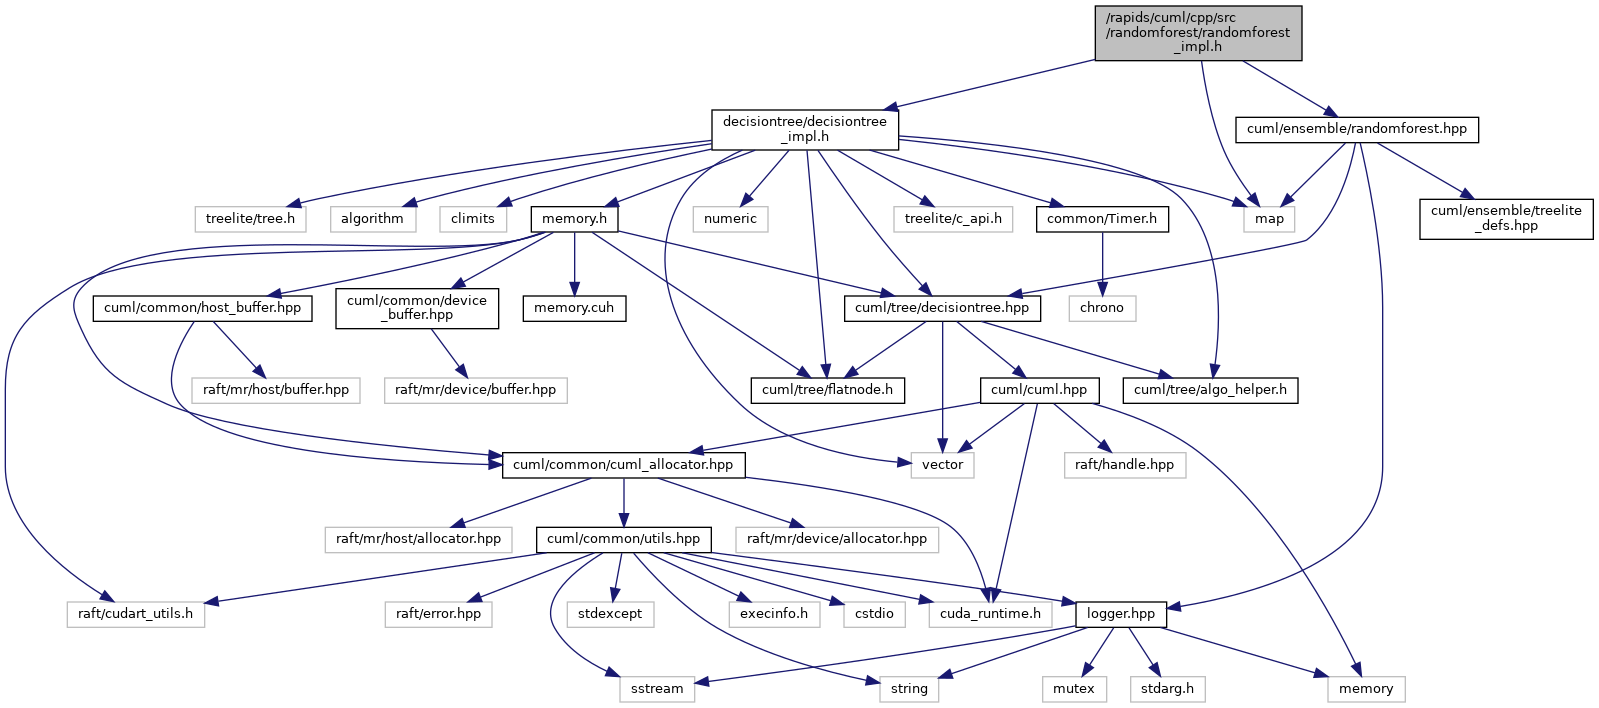 /rapids/cuml/cpp/src
/randomforest/randomforest
_impl.h
decisiontree/decisiontree
_impl.h
cuml/ensemble/randomforest.hpp
treelite/tree.h
algorithm
climits
memory.h
numeric
treelite/c_api.h
common/Timer.h
map
cuml/ensemble/treelite
_defs.hpp
cuml/common/host_buffer.hpp
cuml/common/device
_buffer.hpp
memory.cuh
cuml/tree/decisiontree.hpp
chrono
raft/mr/host/buffer.hpp
raft/mr/device/buffer.hpp
cuml/tree/flatnode.h
cuml/cuml.hpp
cuml/tree/algo_helper.h
cuml/common/cuml_allocator.hpp
vector
raft/handle.hpp
raft/mr/host/allocator.hpp
cuml/common/utils.hpp
raft/mr/device/allocator.hpp
raft/cudart_utils.h
raft/error.hpp
stdexcept
execinfo.h
cstdio
cuda_runtime.h
logger.hpp
sstream
string
mutex
stdarg.h
memory